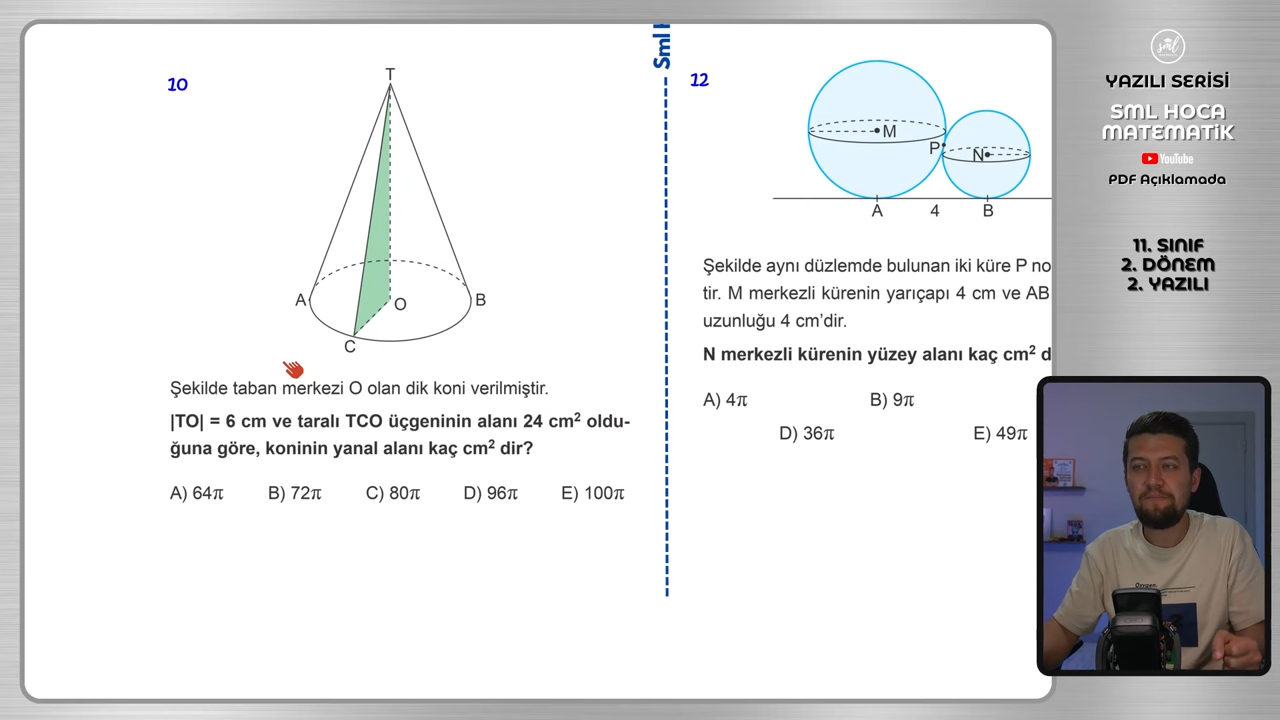 10
T
A
B
O
C
Şekilde taban merkezi O olan dik koni verilmiştir.
|TO| = 6 cm ve taralı TCO üçgeninin alanı 24 cm² oldu-
ğuna göre, koninin yanal alanı kaç cm² dir?
A) 64π B) 72π C) 80π D) 96π E) 100π
Sml
12
M
P
N
A 4 B
Şekilde aynı düzlemde bulunan iki küre P no
tir. M merkezli kürenin yarıçapı 4 cm ve AB
uzunluğu 4 cm'dir.
N merkezli kürenin yüzey alanı kaç cm² d
A) 4π B) 9π
D) 36π E) 49π
sml
YAZILI SERİSİ
SML HOCA
MATEMATİK
YouTube
PDF Açıklamada
11. SINIF
2. DÖNEM
2. YAZILI
Oxygen